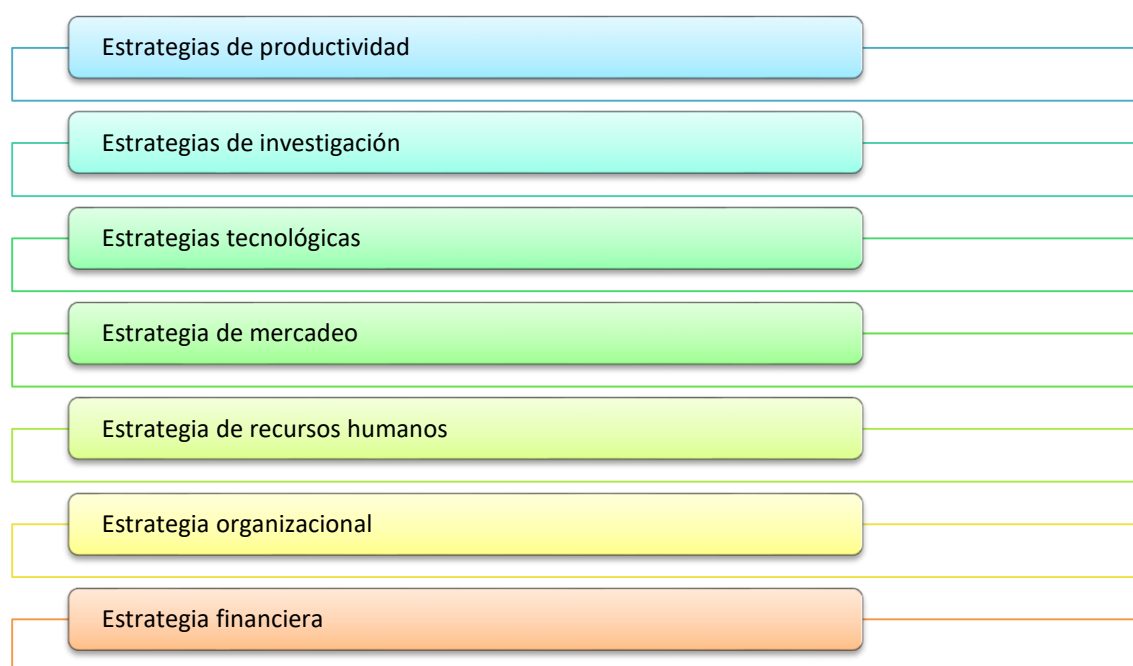 Estrategias de productividad
Estrategias de investigación
Estrategias tecnológicas
Estrategia de mercadeo
Estrategia de recursos humanos
Estrategia organizacional
Estrategia financiera